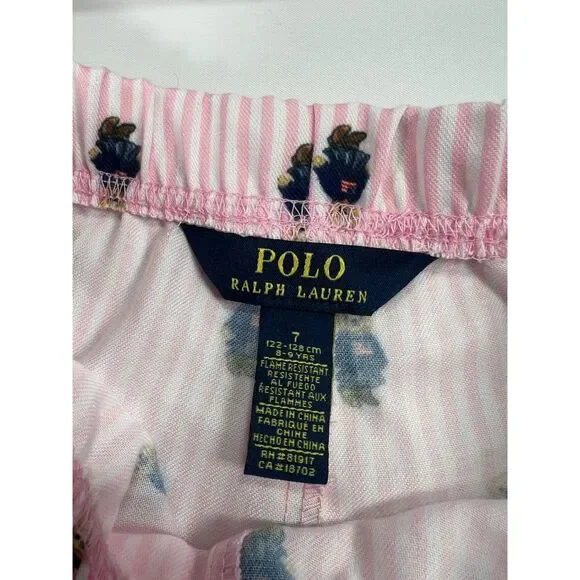 POLO
RALPH LAUREN
7
122-128 CM
8-9 YRS
FLAME RESISTANT
RESISTENTE
AL FUEGO
RÉSISTANT AUX
FLAMMES
MADE IN CHINA
FABRIQUÉ EN
CHINE
HECHO EN CHINA
RN#81917
CA#18702